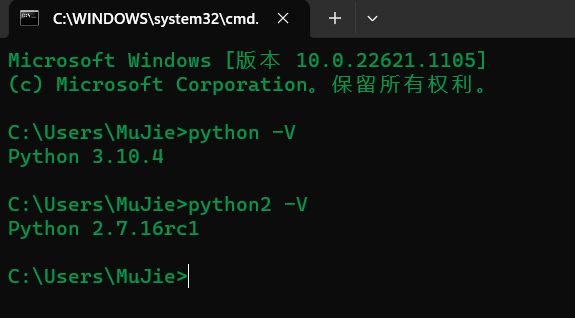 C:\WINDOWS\system32\cmd.
Microsoft Windows [版本 10.0.22621.1105]
(c) Microsoft Corporation。保留所有权利。
C:\Users\MuJie>python -V
Python 3.10.4
C:\Users\MuJie>python2 -V
Python 2.7.16rc1
C:\Users\MuJie>